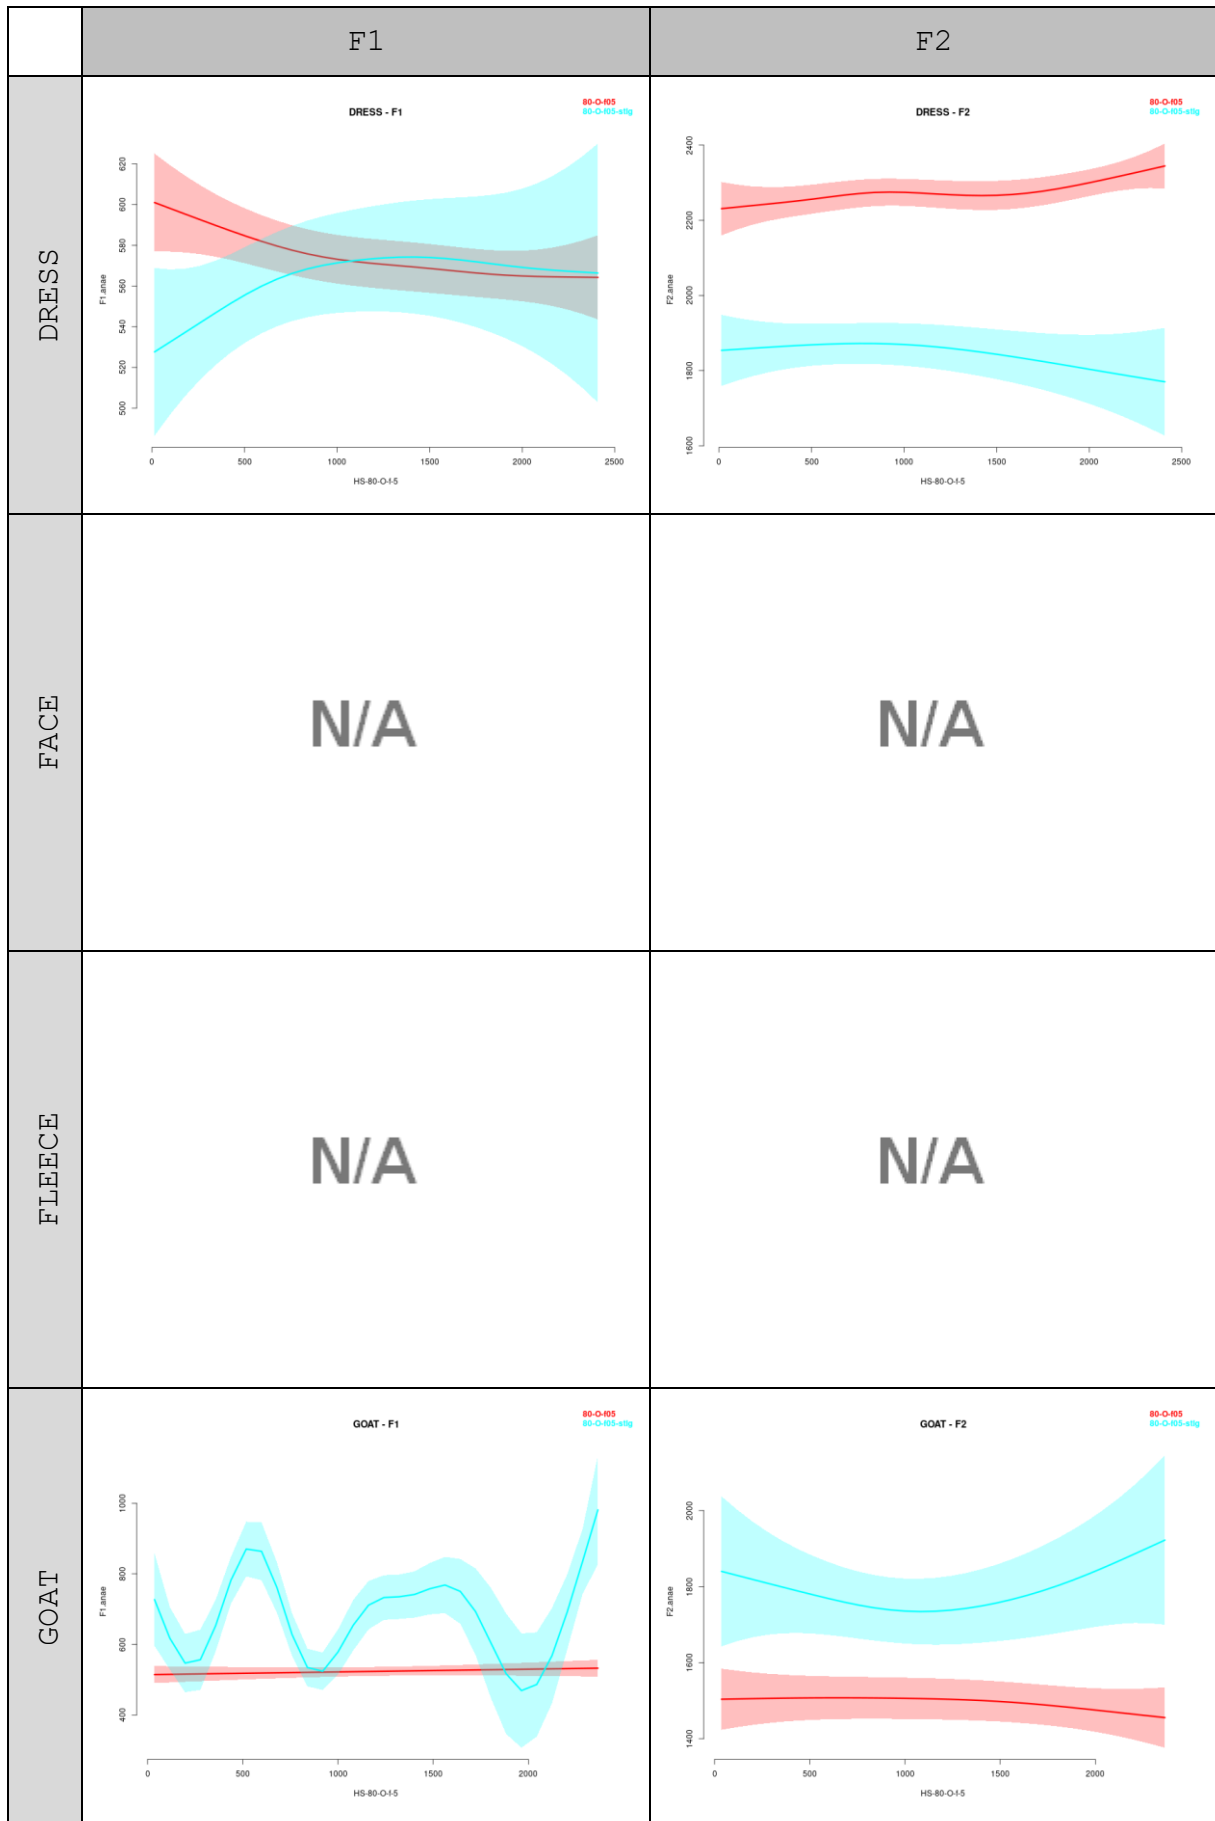 F1 F2
DRESS
DRESS - F1
80-O-f05
80-O-f05-stig
F1.anae
620
600
580
560
540
520
500
0 500 1000 1500 2000 2500
HS-80-O-f-5
DRESS - F2
80-O-f05
80-O-f05-stig
F2.anae
2400
2200
2000
1800
1600
0 500 1000 1500 2000 2500
HS-80-O-f-5
FACE
N/A N/A
FLEECE
N/A N/A
GOAT
GOAT - F1
80-O-f05
80-O-f05-stig
F1.anae
1000
800
600
400
0 500 1000 1500 2000
HS-80-O-f-5
GOAT - F2
80-O-f05
80-O-f05-stig
F2.anae
2000
1800
1600
1400
0 500 1000 1500 2000
HS-80-O-f-5